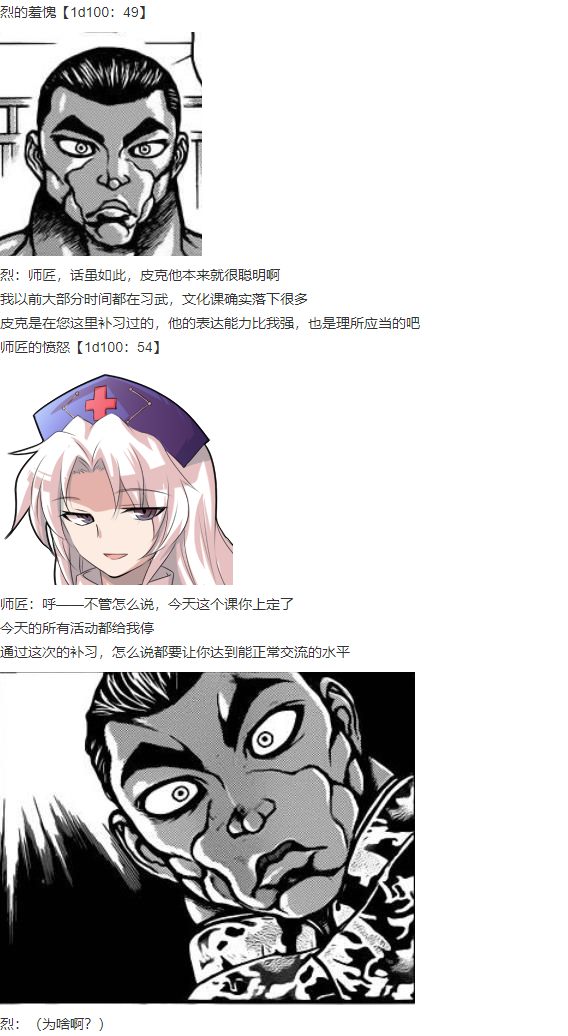 烈的羞愧【1d100：49】
烈：师匠，话虽如此，皮克他本来就很聪明啊
我以前大部分时间都在习武，文化课确实落下很多
皮克是在您这里补习过的，他的表达能力比我强，也是理所应当的吧
师匠的愤怒【1d100：54】
师匠：呼——不管怎么说，今天这个课你上定了
今天的所有活动都给我停
通过这次的补习，怎么说都要让你达到能正常交流的水平
烈：（为啥啊？）